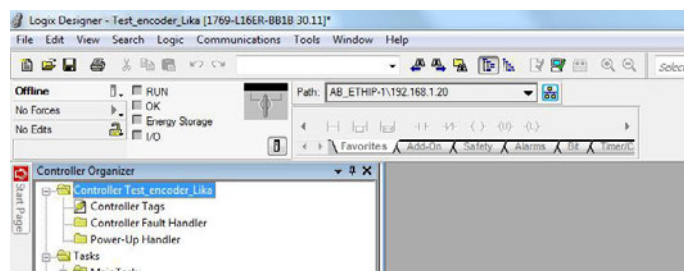 Logix Designer - Test_encoder_Lika [1769-L16ER-BB1B 30.11]*
File Edit View Search Logic Communications Tools Window Help
Selec
Offline RUN Path: AB_ETHIP-1\192.168.1.20
No Forces OK
Energy Storage
No Edits I/O
Favorites Add-On Safety Alarms Bit Timer/C
Start Page
Controller Organizer
Controller Test_encoder_Lika
Controller Tags
Controller Fault Handler
Power-Up Handler
Tasks
MainTask